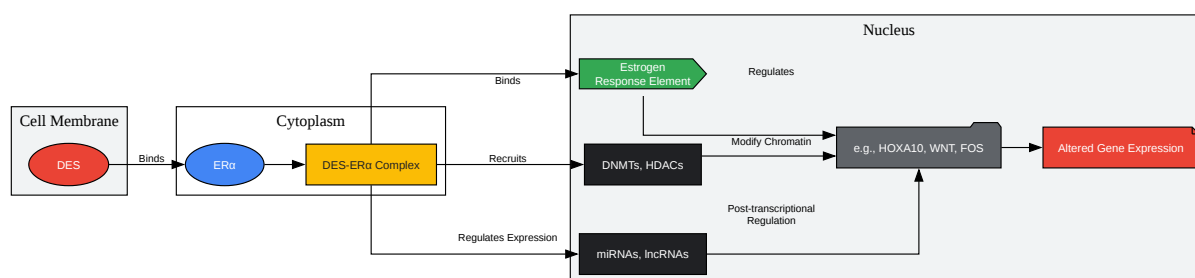 Nucleus
Estrogen
Response Element
Regulates
Binds
Cell Membrane
Cytoplasm
Modify Chromatin
e.g., HOXA10, WNT, FOS
Altered Gene Expression
DES
Binds
ERα
DES-ERα Complex
Recruits
DNMTs, HDACs
Post-transcriptional
Regulation
Regulates Expression
miRNAs, lncRNAs